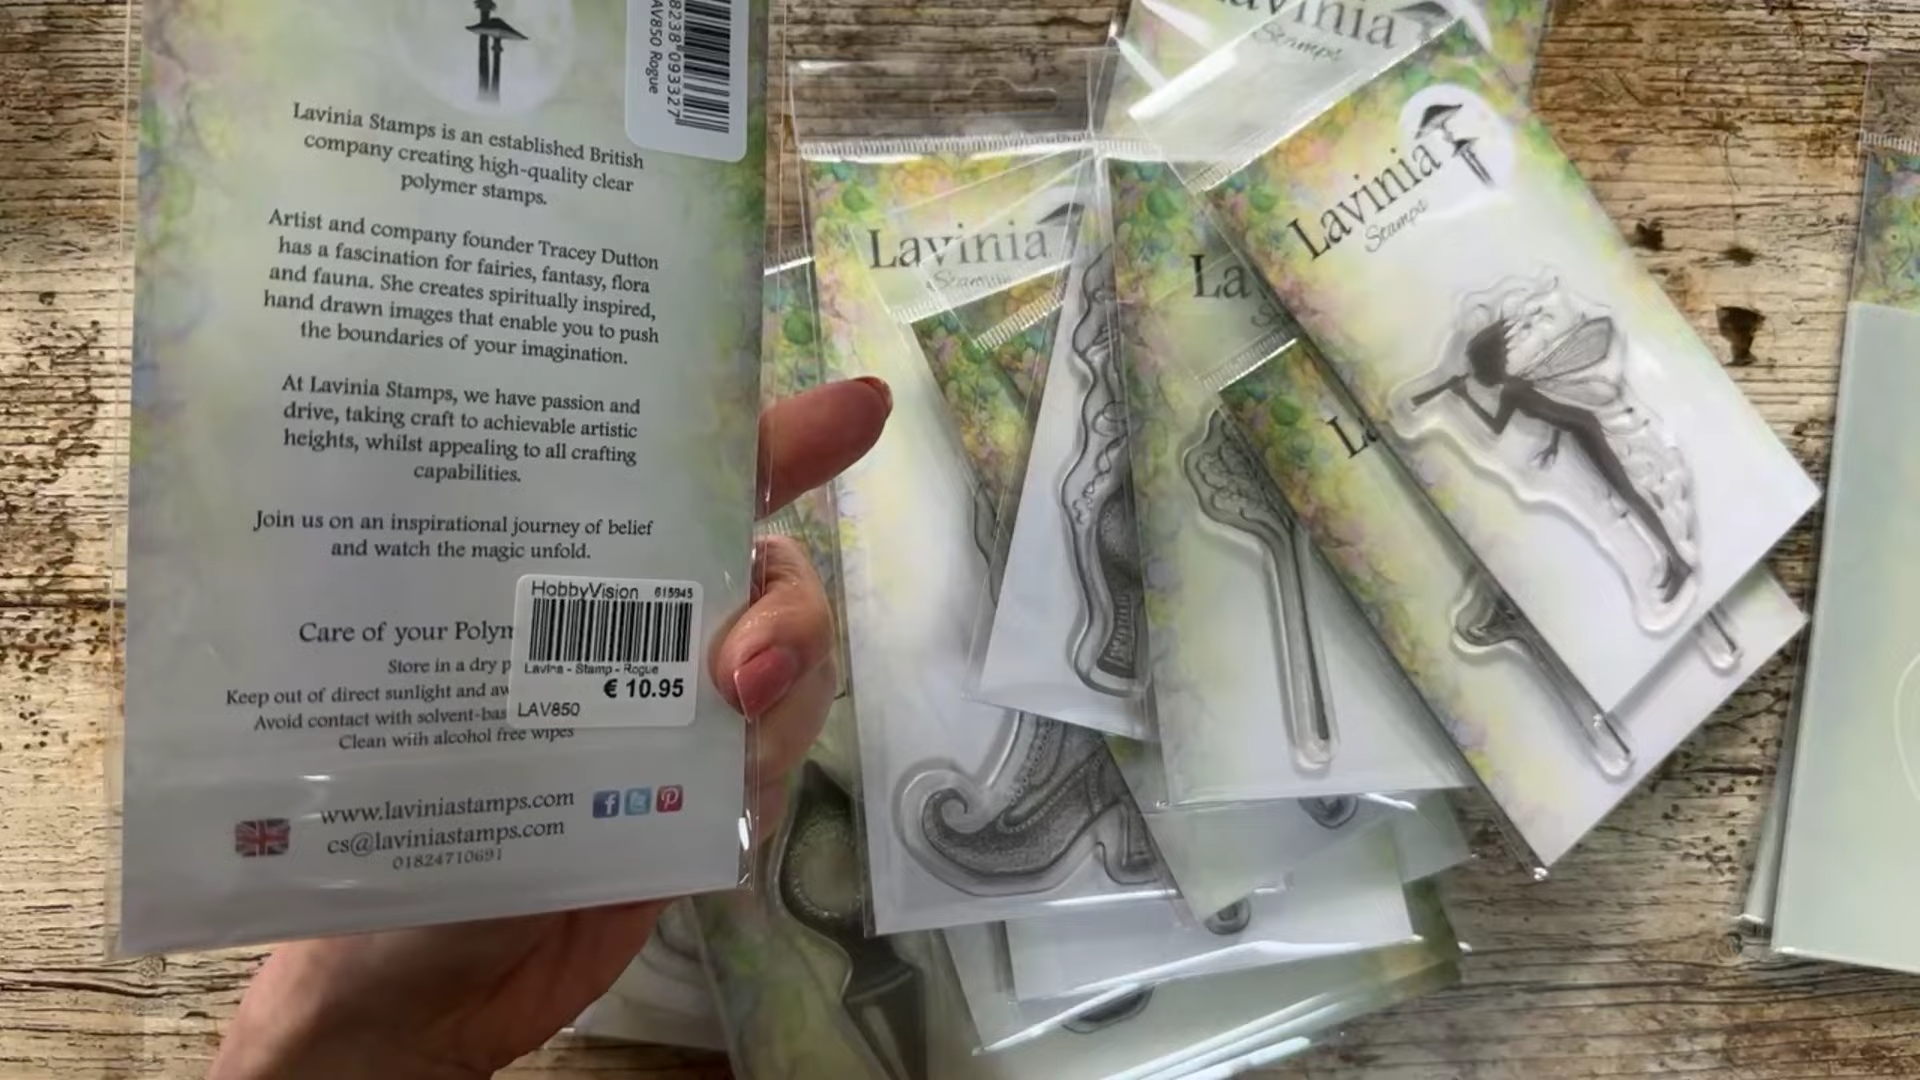 82238 093327
AV850 Rogue
Lavinia Stamps is an established British
company creating high-quality clear
polymer stamps.
Artist and company founder Tracey Dutton
has a fascination for fairies, fantasy, flora
and fauna. She creates spiritually inspired,
hand drawn images that enable you to push
the boundaries of your imagination.
At Lavinia Stamps, we have passion and
drive, taking craft to achievable artistic
heights, whilst appealing to all crafting
capabilities.
Join us on an inspirational journey of belief
and watch the magic unfold.
Care of your Polym
Store in a dry p
Keep out of direct sunlight and aw
Avoid contact with solvent-bas
Clean with alcohol free wipes
HobbyVision 615945
Lavina - Stamp - Rogue
€ 10.95
LAV850
www.laviniastamps.com
cs@laviniastamps.com
01824710691
Lavinia
Stamps
Lavinia
Stamps
La
La
Lavinia
Stamps